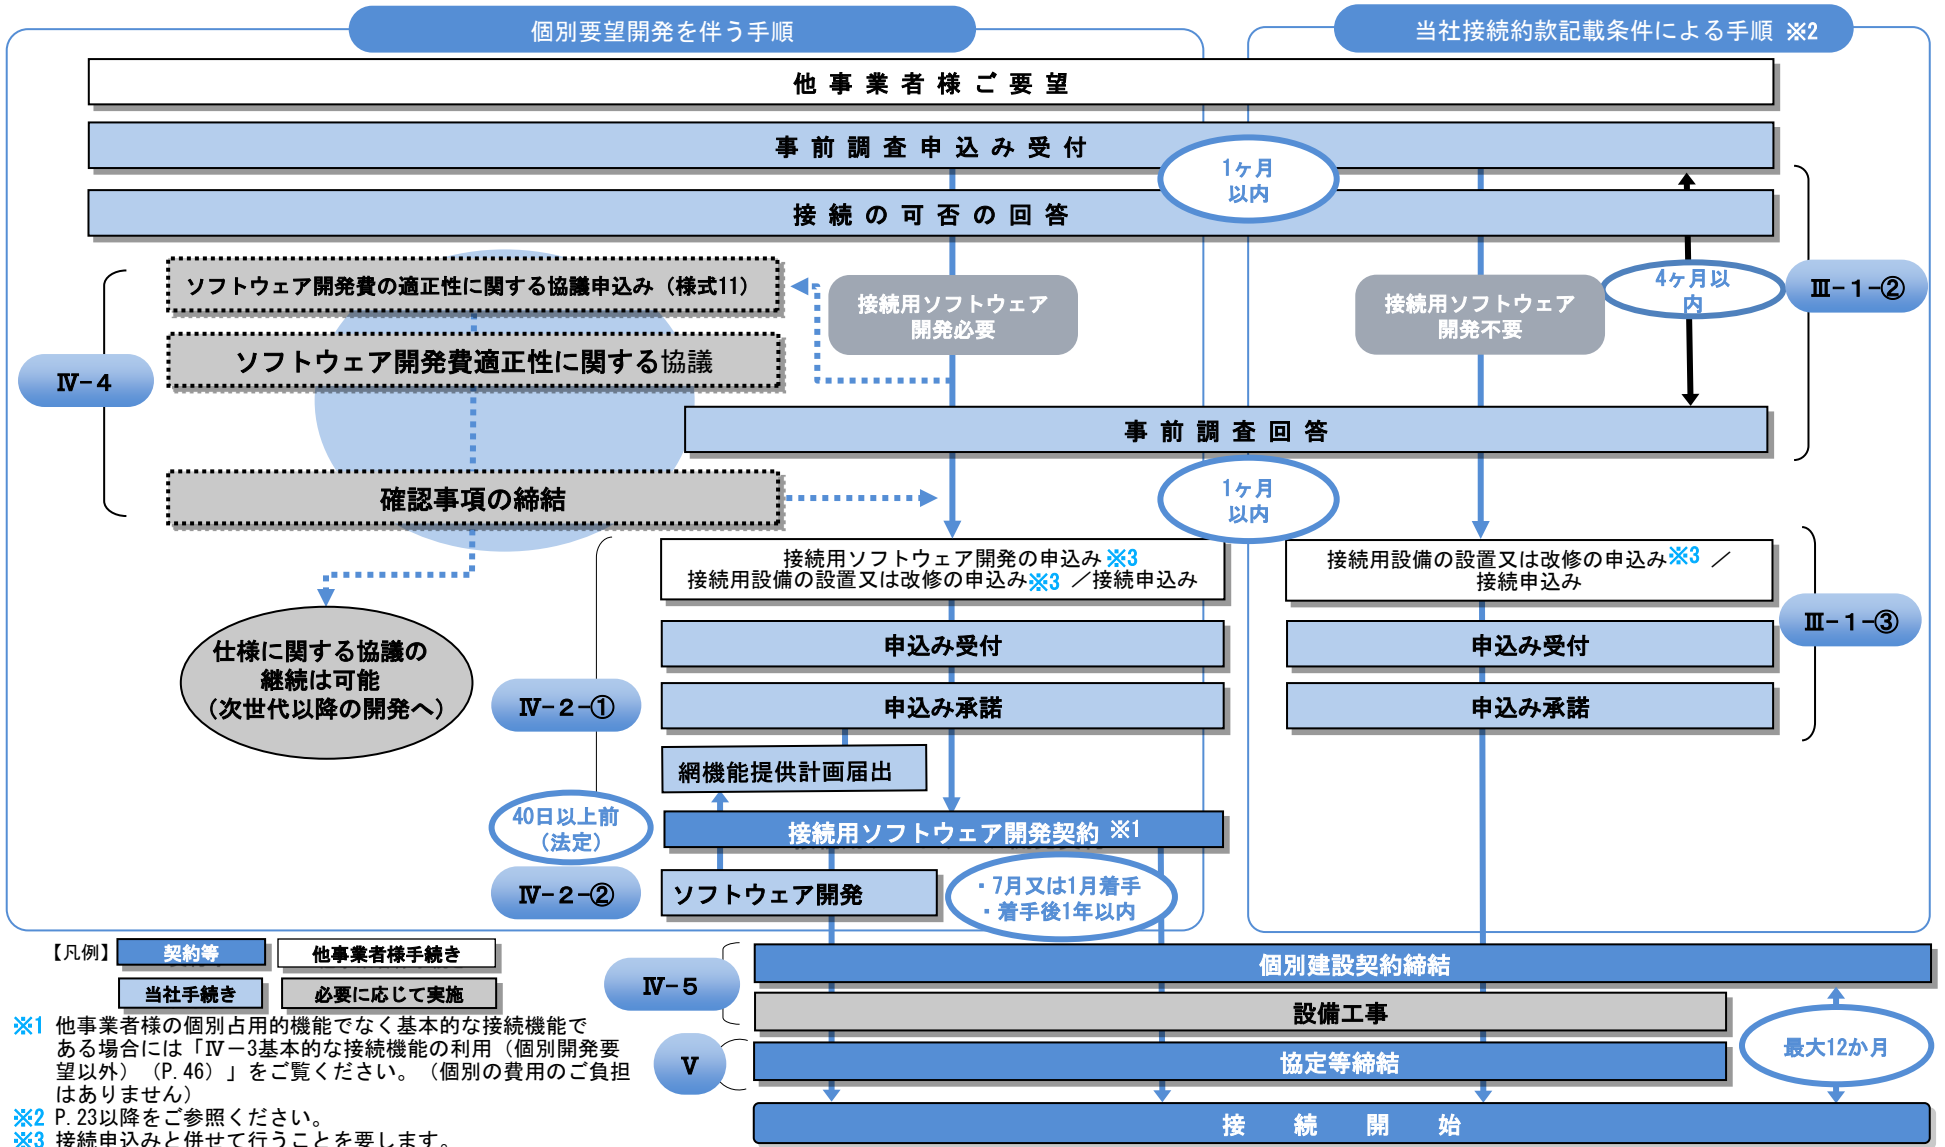 個別要望開発を伴う手順
当社接続約款記載条件による手順 ※2
他事業者様ご要望
事前調査申込み受付
1ヶ月
以内
接続の可否の回答
ソフトウェア開発費の適正性に関する協議申込み（様式11）
接続用ソフトウェア
開発必要
接続用ソフトウェア
開発不要
4ヶ月以
内
Ⅲ-1-②
ソフトウェア開発費適正性に関する協議
Ⅳ-4
事前調査回答
確認事項の締結
1ヶ月
以内
接続用ソフトウェア開発の申込み※3
接続用設備の設置又は改修の申込み※3 ／接続申込み
接続用設備の設置又は改修の申込み※3 ／
接続申込み
仕様に関する協議の
継続は可能
（次世代以降の開発へ）
申込み受付
申込み受付
Ⅲ-1-③
Ⅳ-2-①
申込み承諾
申込み承諾
網機能提供計画届出
40日以上前
（法定）
接続用ソフトウェア開発契約 ※1
Ⅳ-2-②
ソフトウェア開発
・7月又は1月着手
・着手後1年以内
【凡例】
契約等
他事業者様手続き
当社手続き
必要に応じて実施
Ⅳ-5
個別建設契約締結
設備工事
Ⅴ
協定等締結
最大12か月
接続開始
※1 他事業者様の個別占用的機能でなく基本的な接続機能で
ある場合には「Ⅳ－3基本的な接続機能の利用（個別開発要
望以外）（P.46）」をご覧ください。（個別の費用のご負担
はありません）
※2 P.23以降をご参照ください。
※3 接続申込みと併せて行うことを要します。